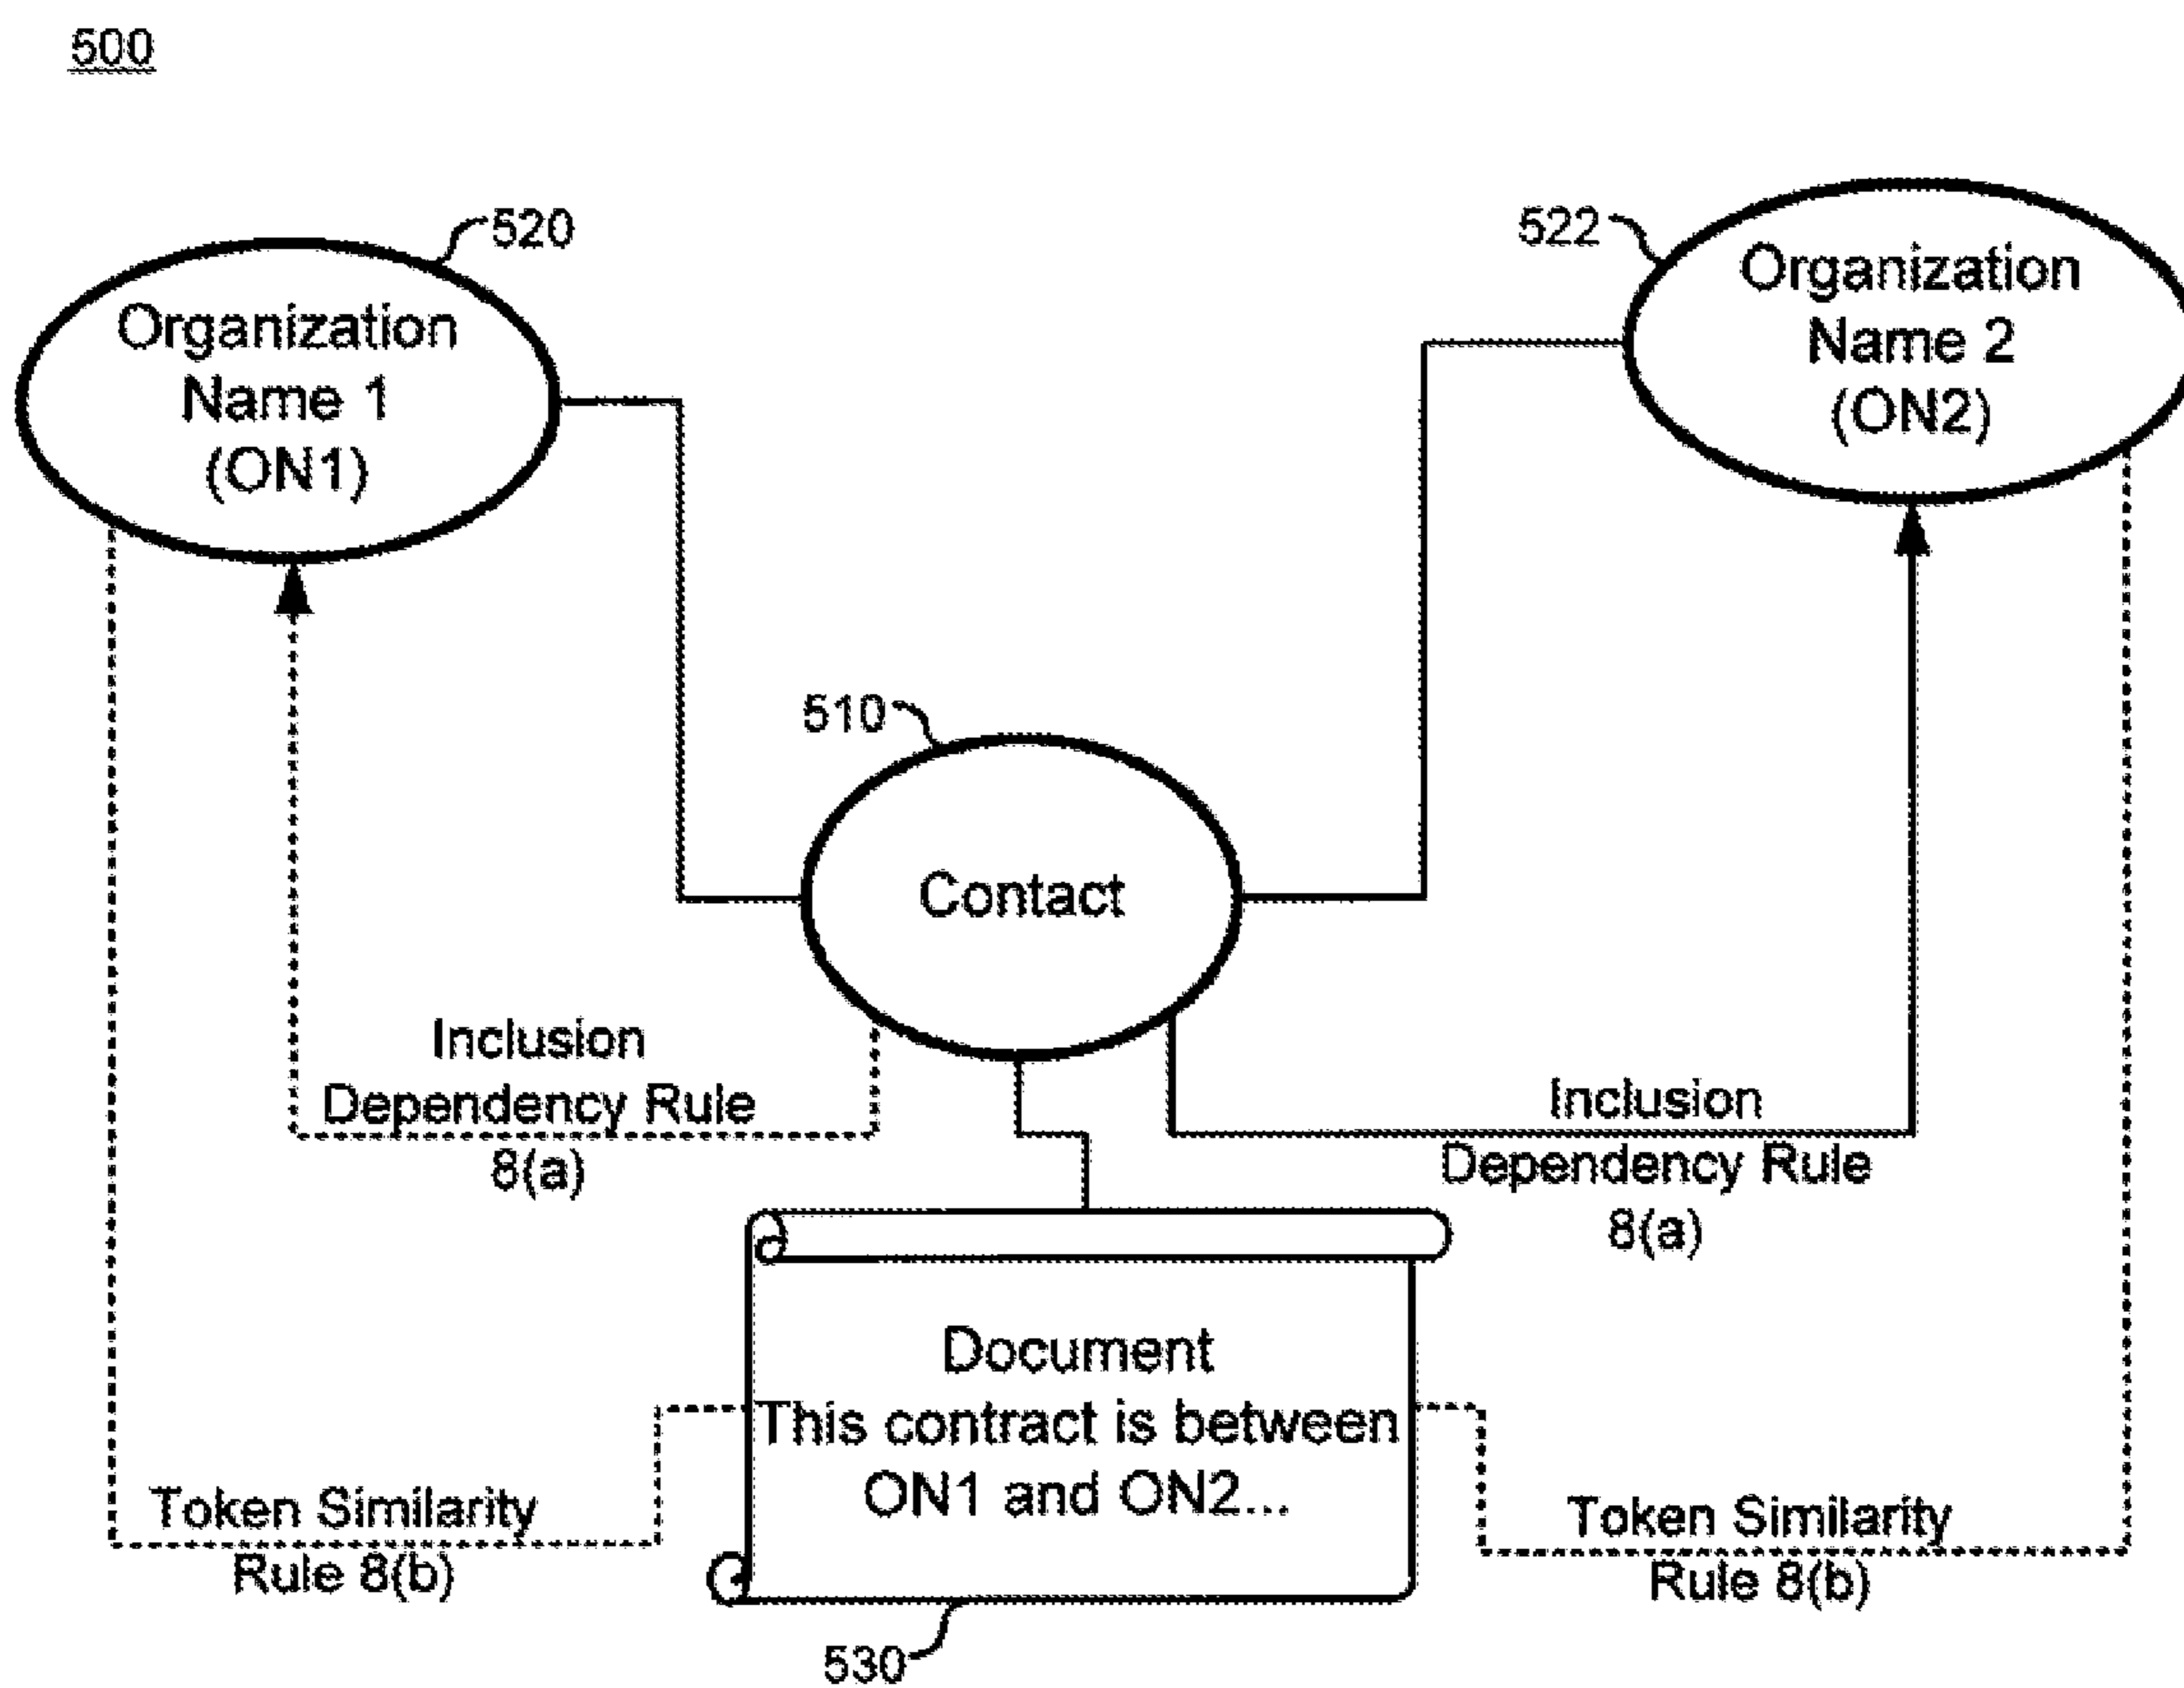 500
520
Organization
Name 1
(ON1)
522
Organization
Name 2
(ON2)
510
Contact
Inclusion
Dependency Rule
8(a)
Inclusion
Dependency Rule
8(a)
Document
This contract is between
ON1 and ON2...
Token Similarity
Rule 8(b)
Token Similarity
Rule 8(b)
530